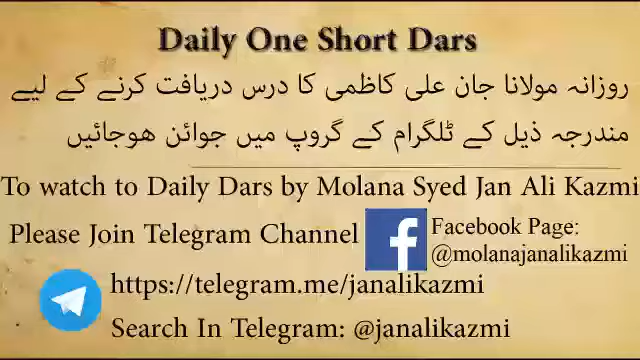 Daily One Short Dars
روزانہ مولانا جان علی کاظمی کا درس دریافت کرنے کے لیے
مندرجہ ذیل کے ٹلگرام کے گروپ میں جوائن ھوجائیں
To watch to Daily Dars by Molana Syed Jan Ali Kazmi
Please Join Telegram Channel
Facebook Page:
@molanajanalikazmi
https://telegram.me/janalikazmi
Search In Telegram: @janalikazmi